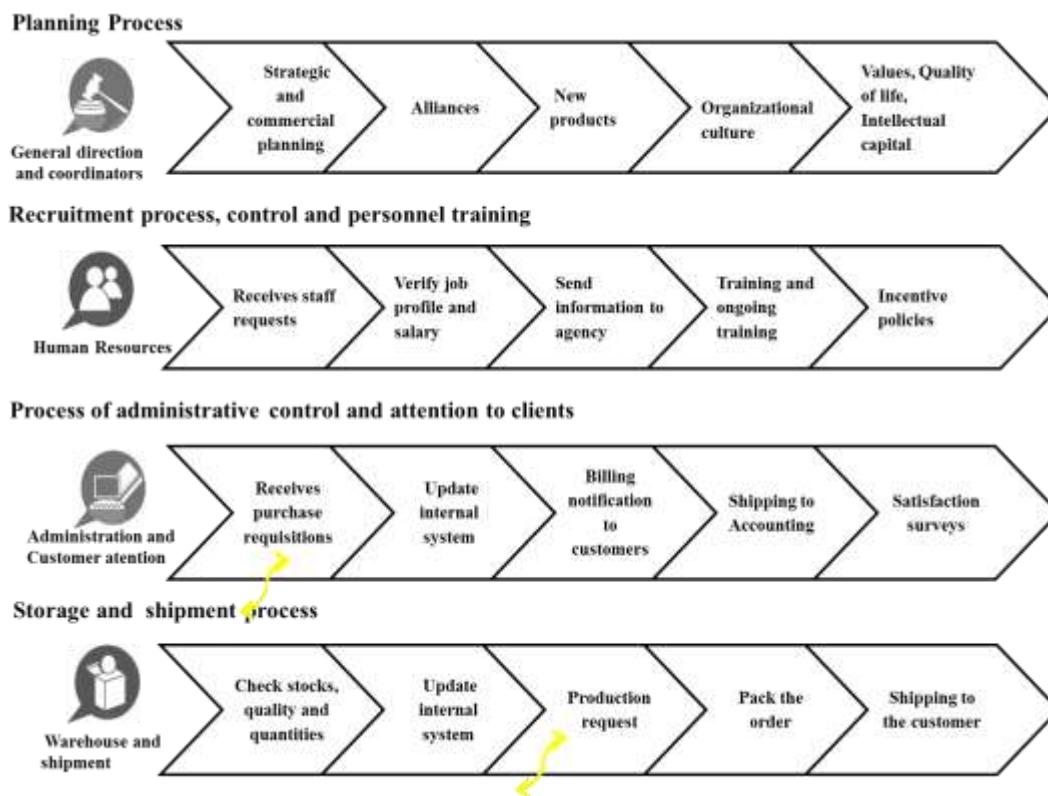 Planning Process
Strategic
and
commercial
planning
Alliances
New
products
Organizational
culture
Values, Quality
of life,
Intellectual
capital
General direction
and coordinators
Recruitment process, control and personnel training
Receives staff
requests
Verify job
profile and
salary
Send
information to
agency
Training and
ongoing
training
Incentive
policies
Human Resources
Process of administrative control and attention to clients
Receives
purchase
requisitions
Update
internal
system
Billing
notification
to
customers
Shipping to
Accounting
Satisfaction
surveys
Administration and
Customer atention
Storage and shipment process
Check stocks,
quality and
quantities
Update
internal
system
Production
request
Pack the
order
Shipping to
the customer
Warehouse and
shipment